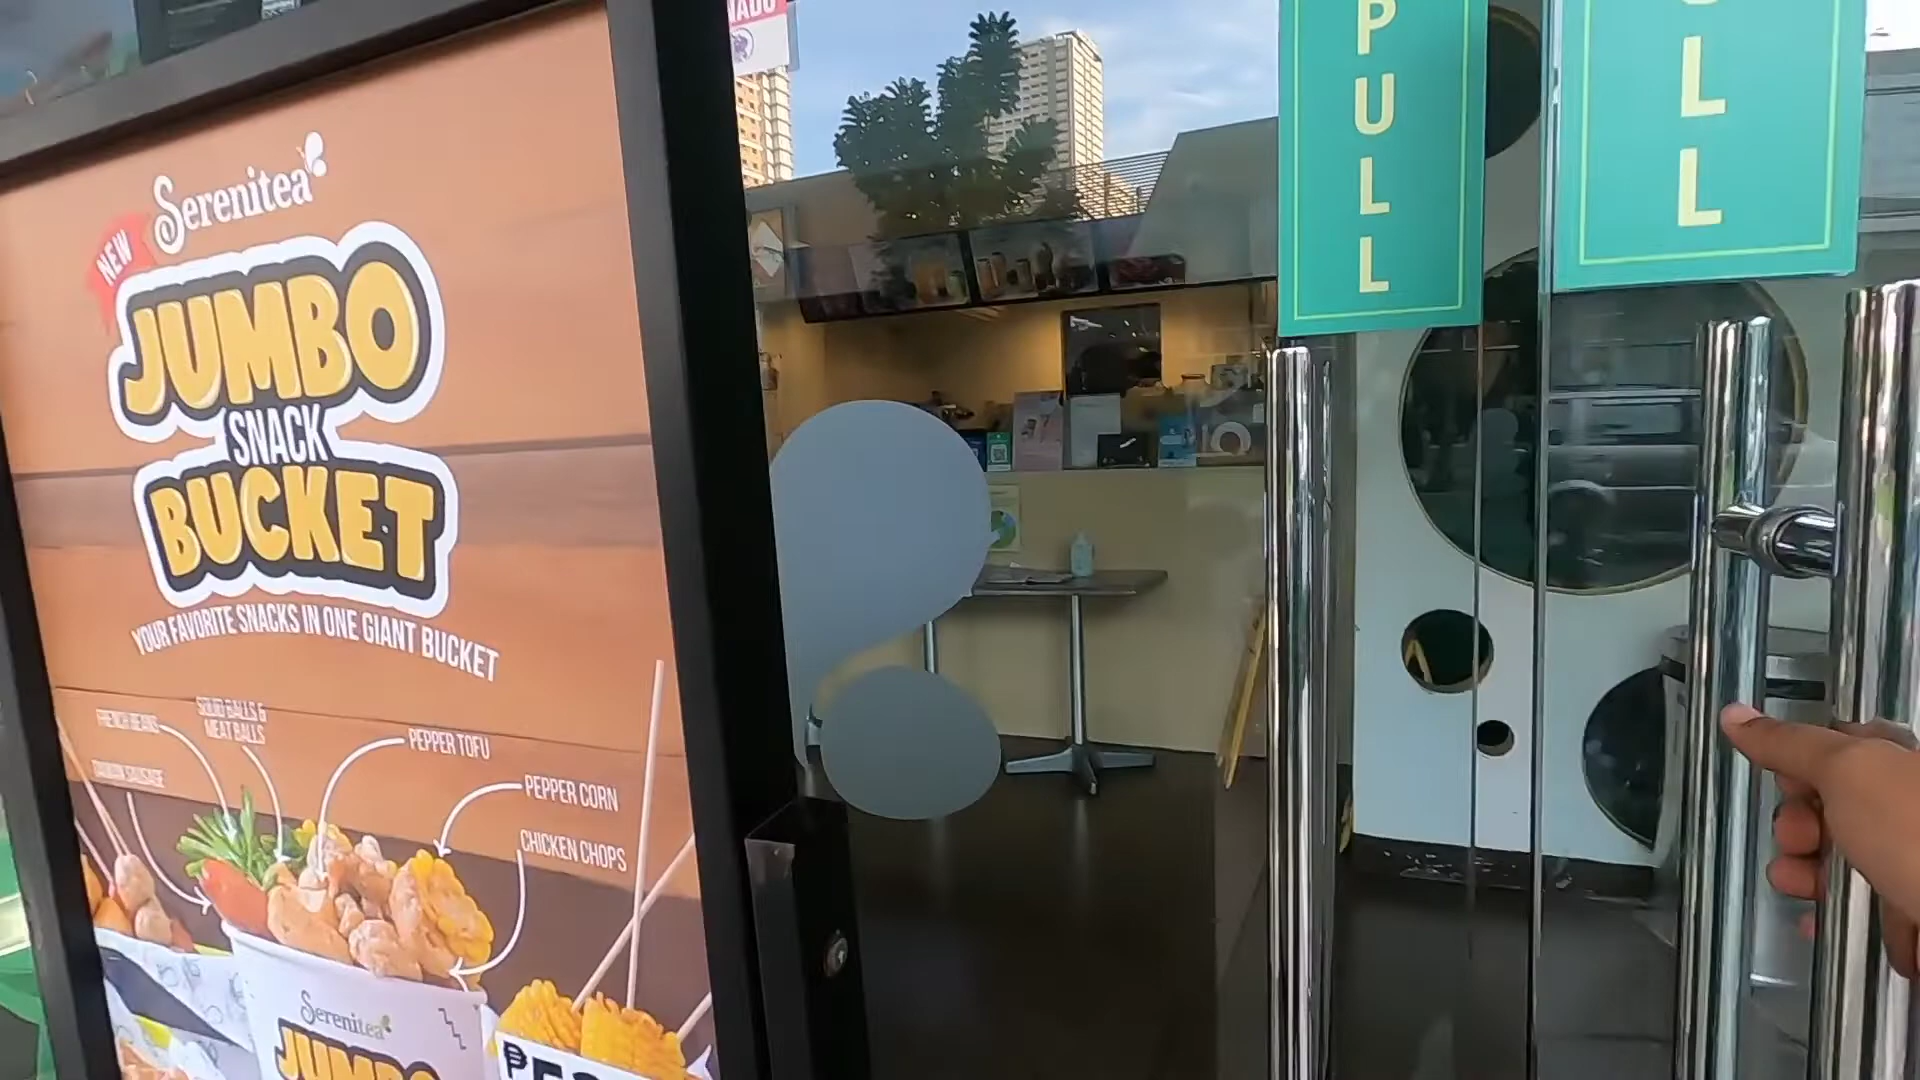 Serenitea
NEW
JUMBO
SNACK
BUCKET
YOUR FAVORITE SNACKS IN ONE GIANT BUCKET
FRENCH BEANS
SQUID BALLS &
MEAT BALLS
PEPPER TOFU
TAIWAN SAUSAGE
PEPPER CORN
CHICKEN CHOPS
Serenitea
JUMBO
PULL
LL